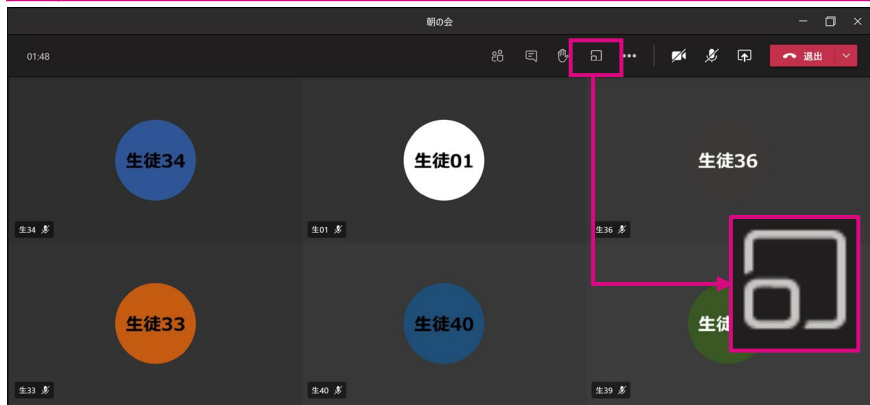 朝の会
01:48
退出
生徒34
生徒01
生徒36
生34
生01
生36
生徒33
生徒40
生徒
生33
生40
生39